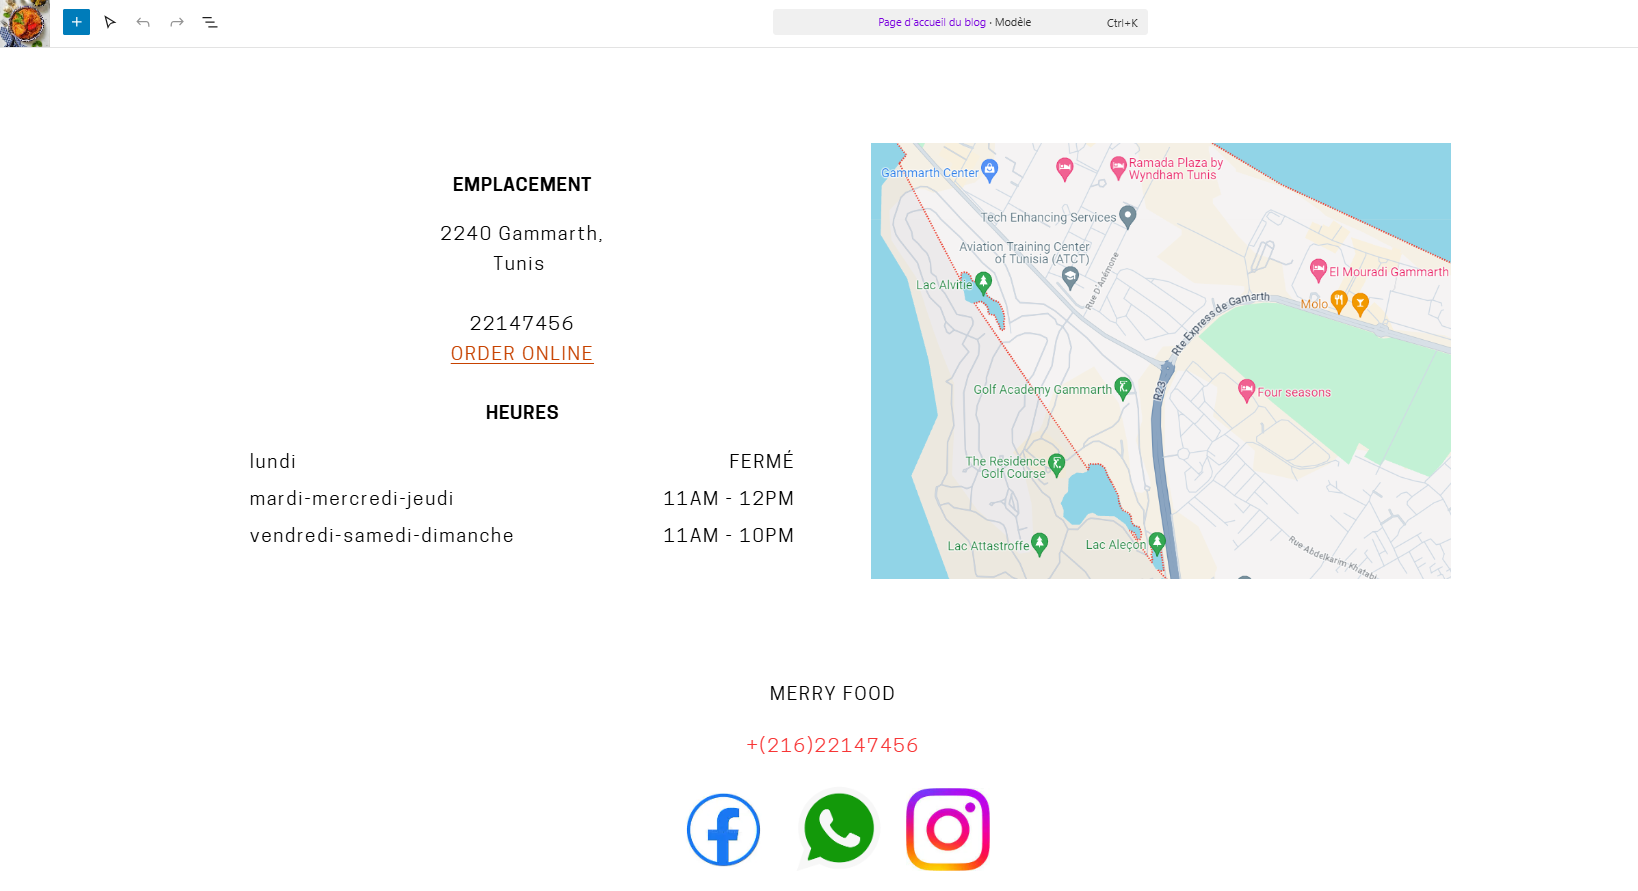 Page d'accueil du blog · Modèle
Ctrl+K
EMPLACEMENT
2240 Gammarth,
Tunis
22147456
ORDER ONLINE
HEURES
lundi FERMÉ
mardi-mercredi-jeudi 11AM - 12PM
vendredi-samedi-dimanche 11AM - 10PM
Gammarth Center
Ramada Plaza by
Wyndham Tunis
Tech Enhancing Services
Aviation Training Center
of Tunisia (ATCT)
Rue D'Anémone
Lac Alvitie
El Mouradi Gammarth
Molo
Rte Express de Gamarth
R23
Golf Academy Gammarth
Four seasons
The Residence
Golf Course
Lac Attastroffe
Lac Aleçon
Rue Abdelkarim Khatabi
MERRY FOOD
+(216)22147456